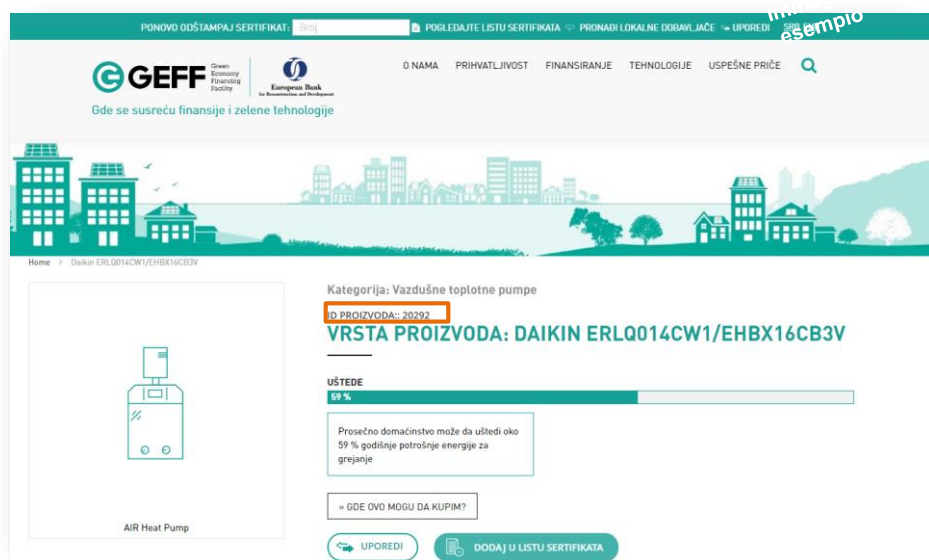 PONOVO ODŠTAMPAJ SERTIFIKAT: Broj POGLEDAJTE LISTU SERTIFIKATA PRONAĐI LOKALNE DOBAVLJAČE UPOREDI
esempio
GEFF Green Economy Financing Facility
European Bank
for Reconstruction and Development
O NAMA PRIHVATLJIVOST FINANSIRANJE TEHNOLOGIJE USPEŠNE PRIČE
Gde se susreću finansije i zelene tehnologije
Home > Daikin ERLQ014CW1/EHBX16CB3V
Kategorija: Vazdušne toplotne pumpe
ID PROIZVODA:: 20292
VRSTA PROIZVODA: DAIKIN ERLQ014CW1/EHBX16CB3V
UŠTEDE
59 %
Prosečno domaćinstvo može da uštedi oko
59 % godišnje potrošnje energije za
grejanje
» GDE OVO MOGU DA KUPIM?
AIR Heat Pump
UPOREDI
DODAJ U LISTU SERTIFIKATA